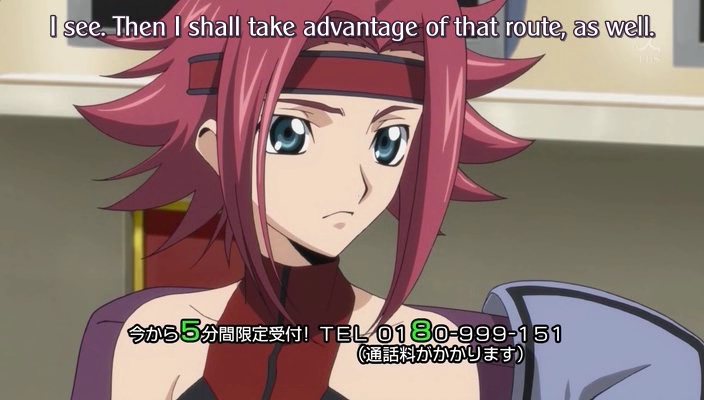 I see. Then I shall take advantage of that route, as well.
TBS
今から5分間限定受付! TEL 0180-999-151
（通話料がかかります）